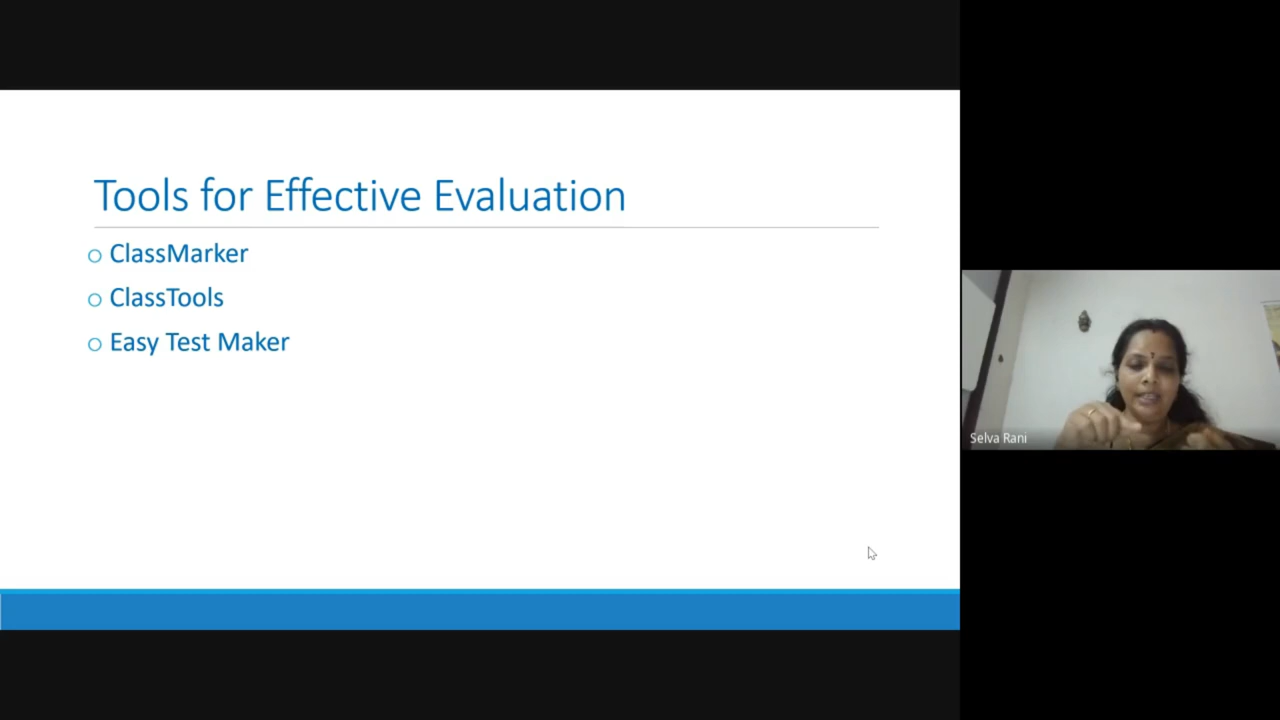 Tools for Effective Evaluation
o ClassMarker
o ClassTools
o Easy Test Maker
Selva Rani